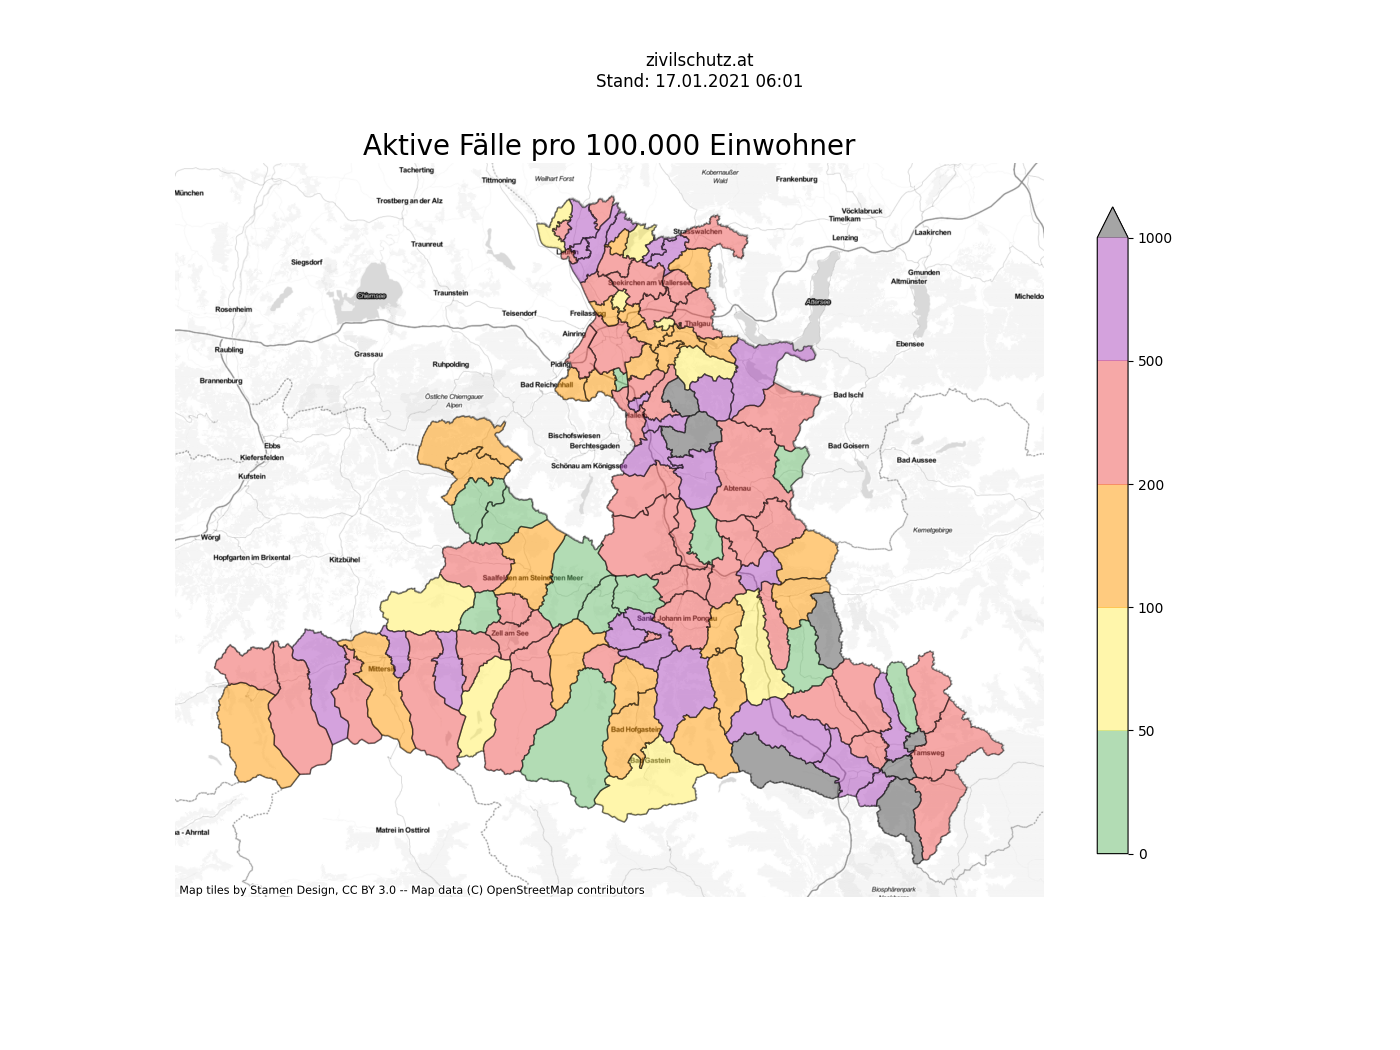 zivilschutz.at
Stand: 17.01.2021 06:01
Aktive Fälle pro 100.000 Einwohner
Tacherting
Tittmoning
Weilhart Forst
Kobernaußer
Wald
Frankenburg
München
Trostberg an der Alz
Vöcklabruck
Timelkam
Laakirchen
Strasswalchen
Lenzing
Traunreut
Siegsdorf
Gmunden
Altmünster
Seekirchen am Wallersee
Chiemsee
Traunstein
Attersee
Micheldo
Rosenheim
Teisendorf
Freilassing
Thalgau
Ainring
Ebensee
Raubling
Grassau
Ruhpolding
Piding
Brannenburg
Bad Reichenhall
Östliche Chiemgauer
Alpen
Bad Ischl
Hallein
Bischofswiesen
Berchtesgaden
Bad Goisern
Ebbs
Kiefersfelden
Schönau am Königssee
Bad Aussee
Kufstein
Abtenau
Wörgl
Kemetgebirge
Hopfgarten im Brixental
Kitzbühel
Saalfelden am Steinernen Meer
Sankt Johann im Pongau
Zell am See
Mittersill
Bad Hofgastein
Tamsweg
Bad Gastein
a - Ahrntal
Matrei in Osttirol
Biosphärenpark
Map tiles by Stamen Design, CC BY 3.0 -- Map data (C) OpenStreetMap contributors
1000
500
200
100
50
0